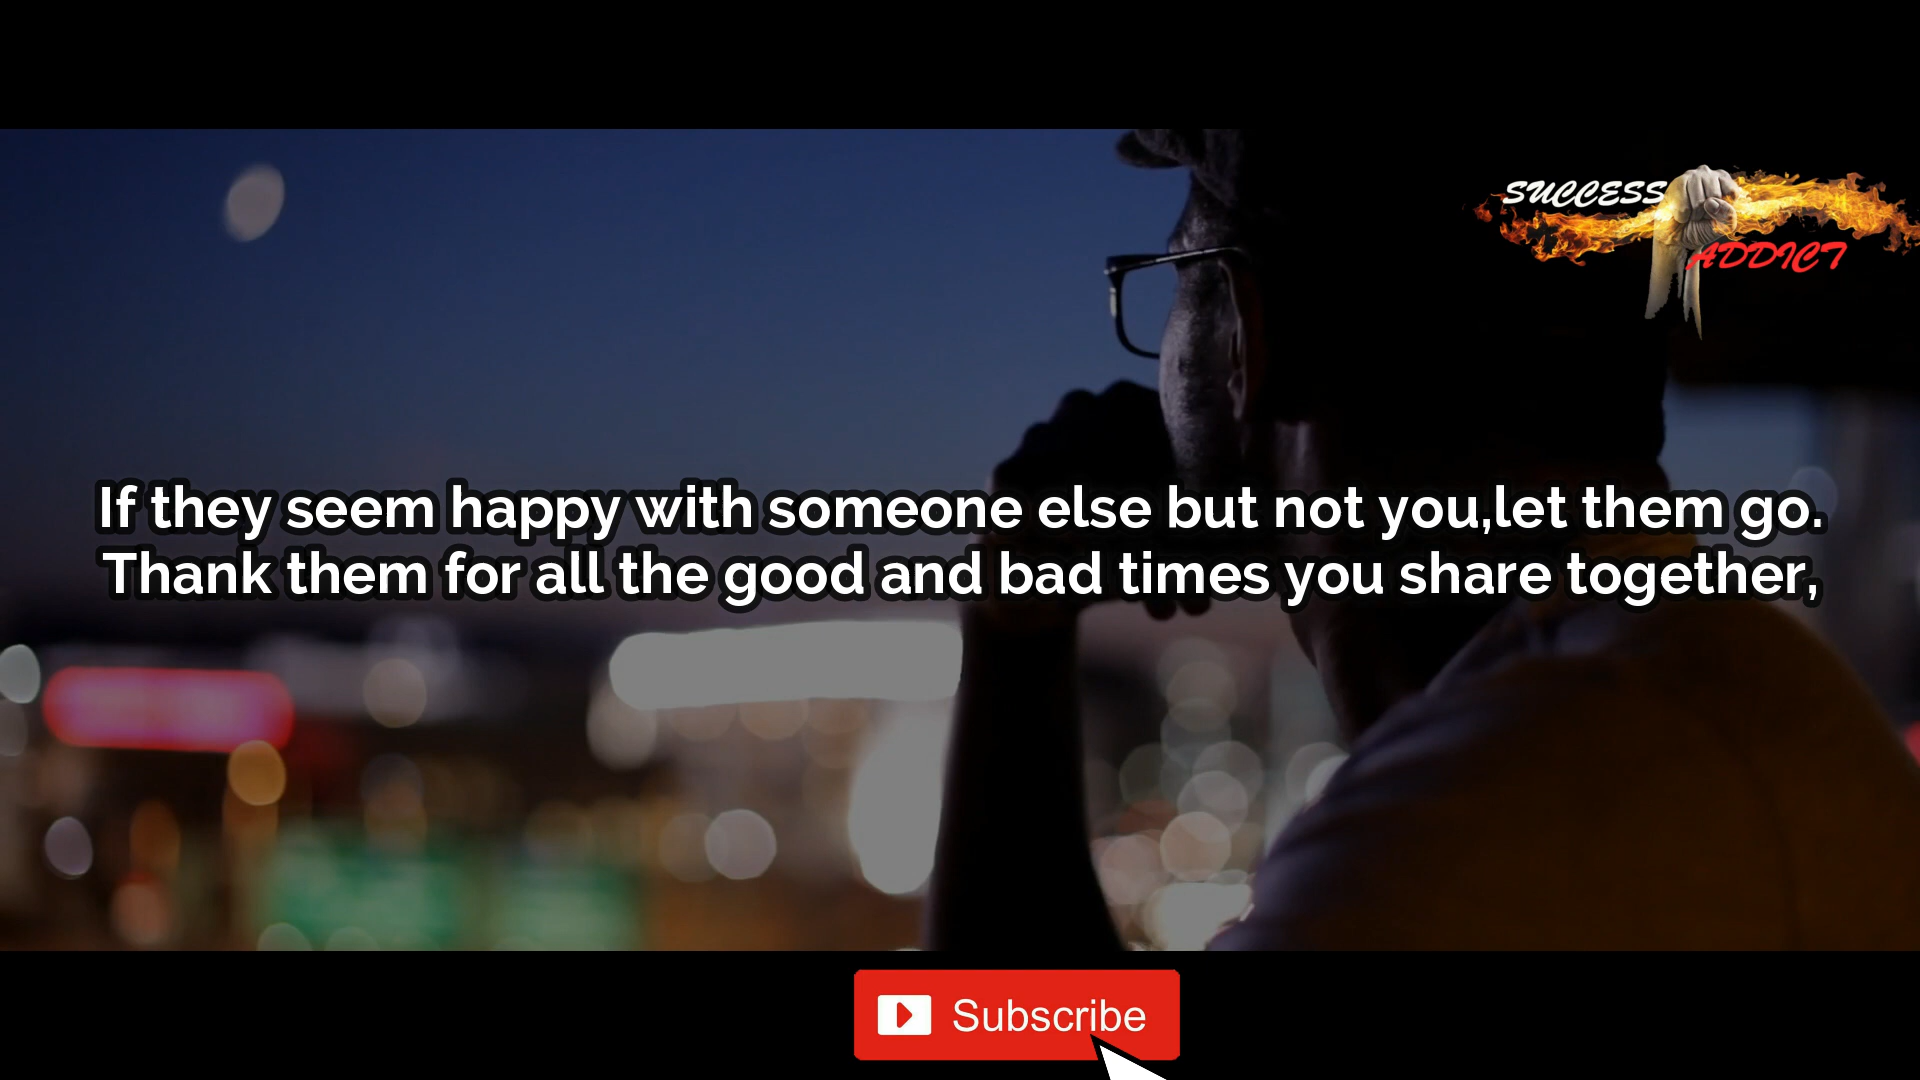 SUCCESS
ADDICT
If they seem happy with someone else but not you,let them go.
Thank them for all the good and bad times you share together,
Subscribe